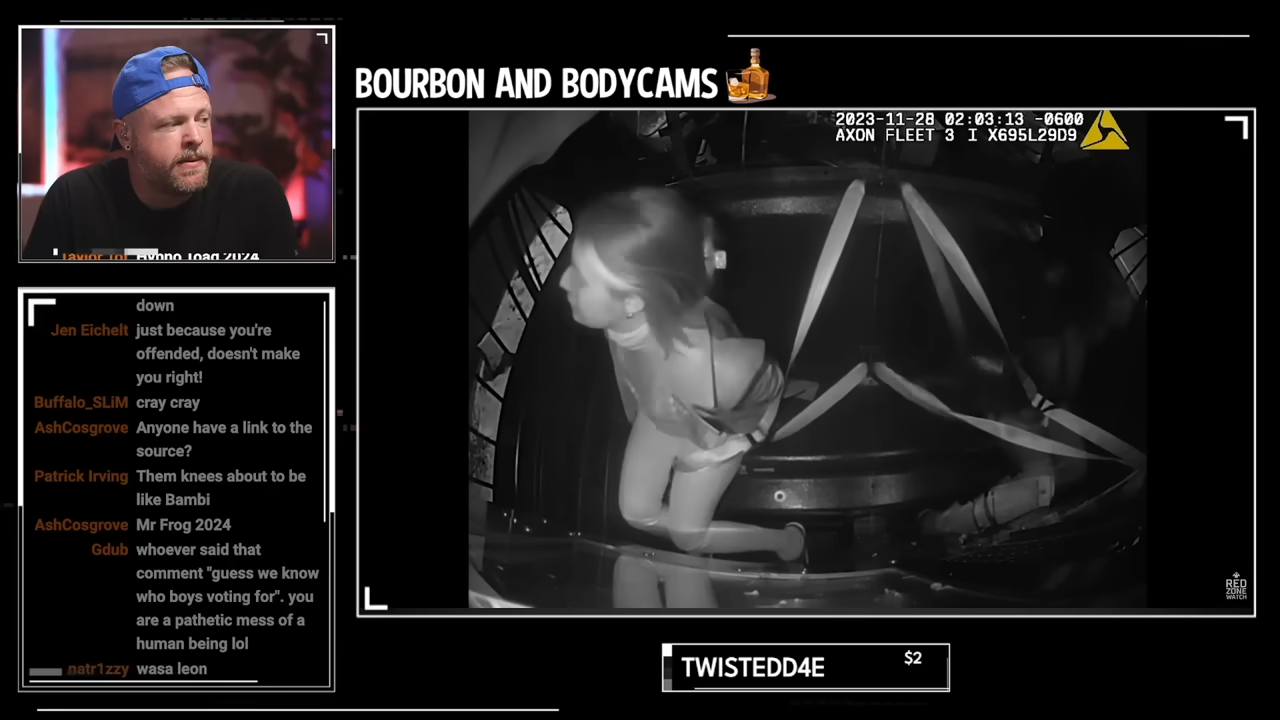 BOURBON AND BODYCAMS
2023-11-28 02:03:13 -0600
AXON FLEET 3 I X695L29D9
Hypno Toad 2024
down
Jen Eichelt just because you're
offended, doesn't make
you right!
Buffalo_SLiM cray cray
AshCosgrove Anyone have a link to the
source?
Patrick Irving Them knees about to be
like Bambi
AshCosgrove Mr Frog 2024
Gdub whoever said that
comment "guess we know
who boys voting for". you
are a pathetic mess of a
human being lol
natr1zzy wasa leon
RED
ZONE
WATCH
TWISTEDD4E $2